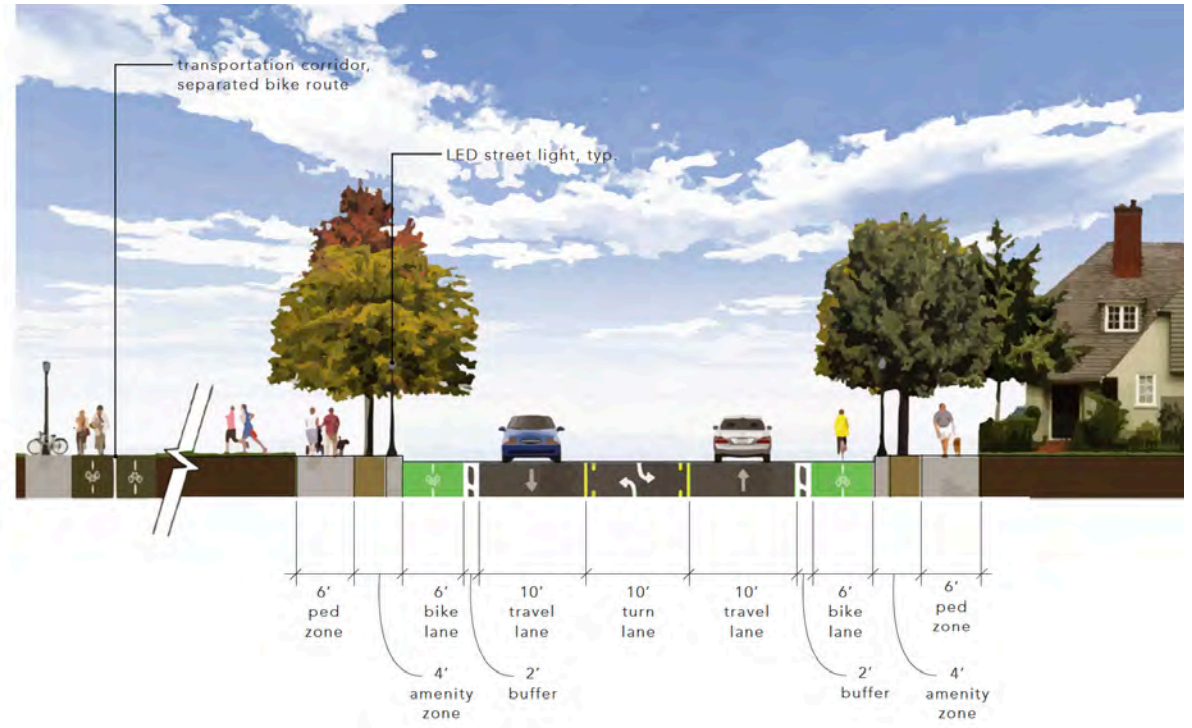 transportation corridor,
separated bike route
LED street light, typ.
6'
ped
zone
4'
amenity
zone
6'
bike
lane
2'
buffer
10'
travel
lane
10'
turn
lane
10'
travel
lane
2'
buffer
6'
bike
lane
4'
amenity
zone
6'
ped
zone